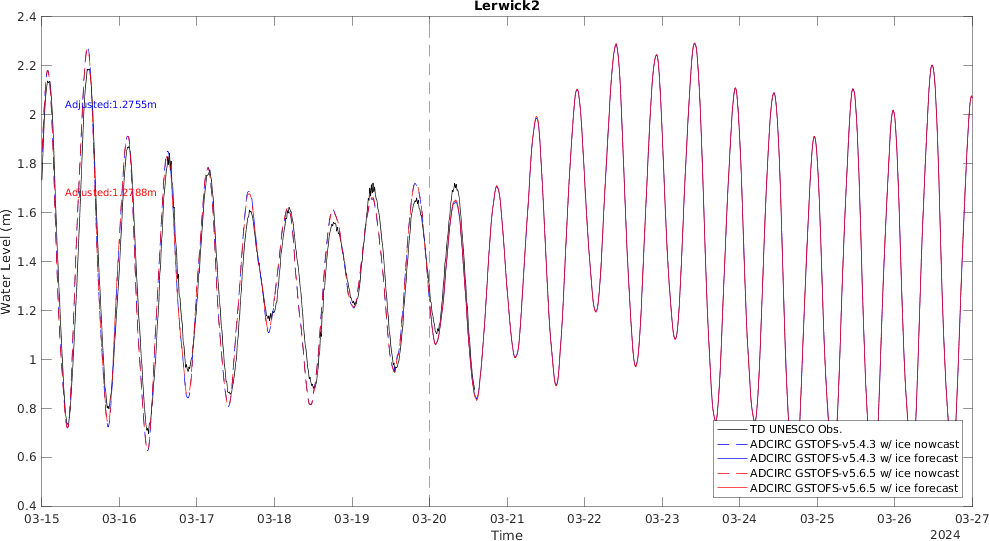 Lerwick2
2.4
2.2
2
1.8
1.6
1.4
1.2
1
0.8
0.6
0.4
Water Level (m)
Adjusted:1.2755m
Adjusted:1.2788m
TD UNESCO Obs.
ADCIRC GSTOFS-v5.4.3 w/ ice nowcast
ADCIRC GSTOFS-v5.4.3 w/ ice forecast
ADCIRC GSTOFS-v5.6.5 w/ ice nowcast
ADCIRC GSTOFS-v5.6.5 w/ ice forecast
03-15 03-16 03-17 03-18 03-19 03-20 03-21 03-22 03-23 03-24 03-25 03-26 03-27
Time
2024